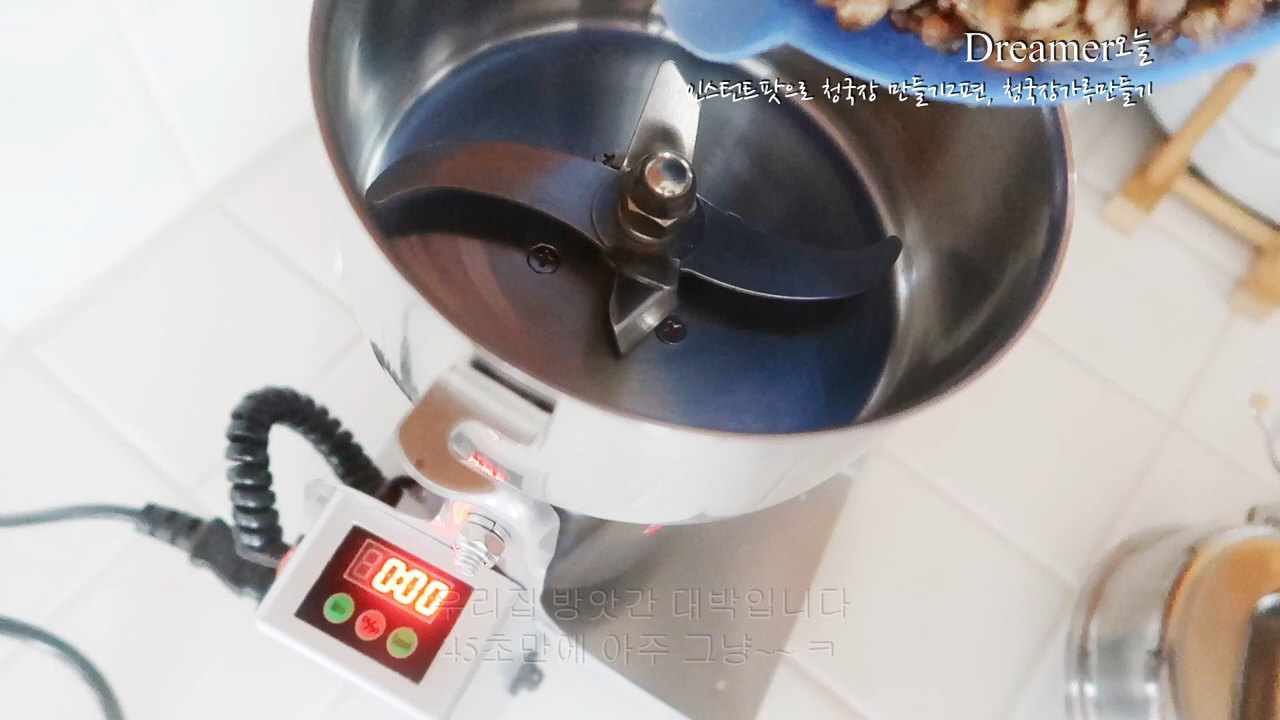 Dreamer오늘
인스턴트팟으로 청국장 만들기2편, 청국장가루만들기
0:00
우리집 방앗간 대박입니다
45초만에 아주 그냥~~ ㅋ